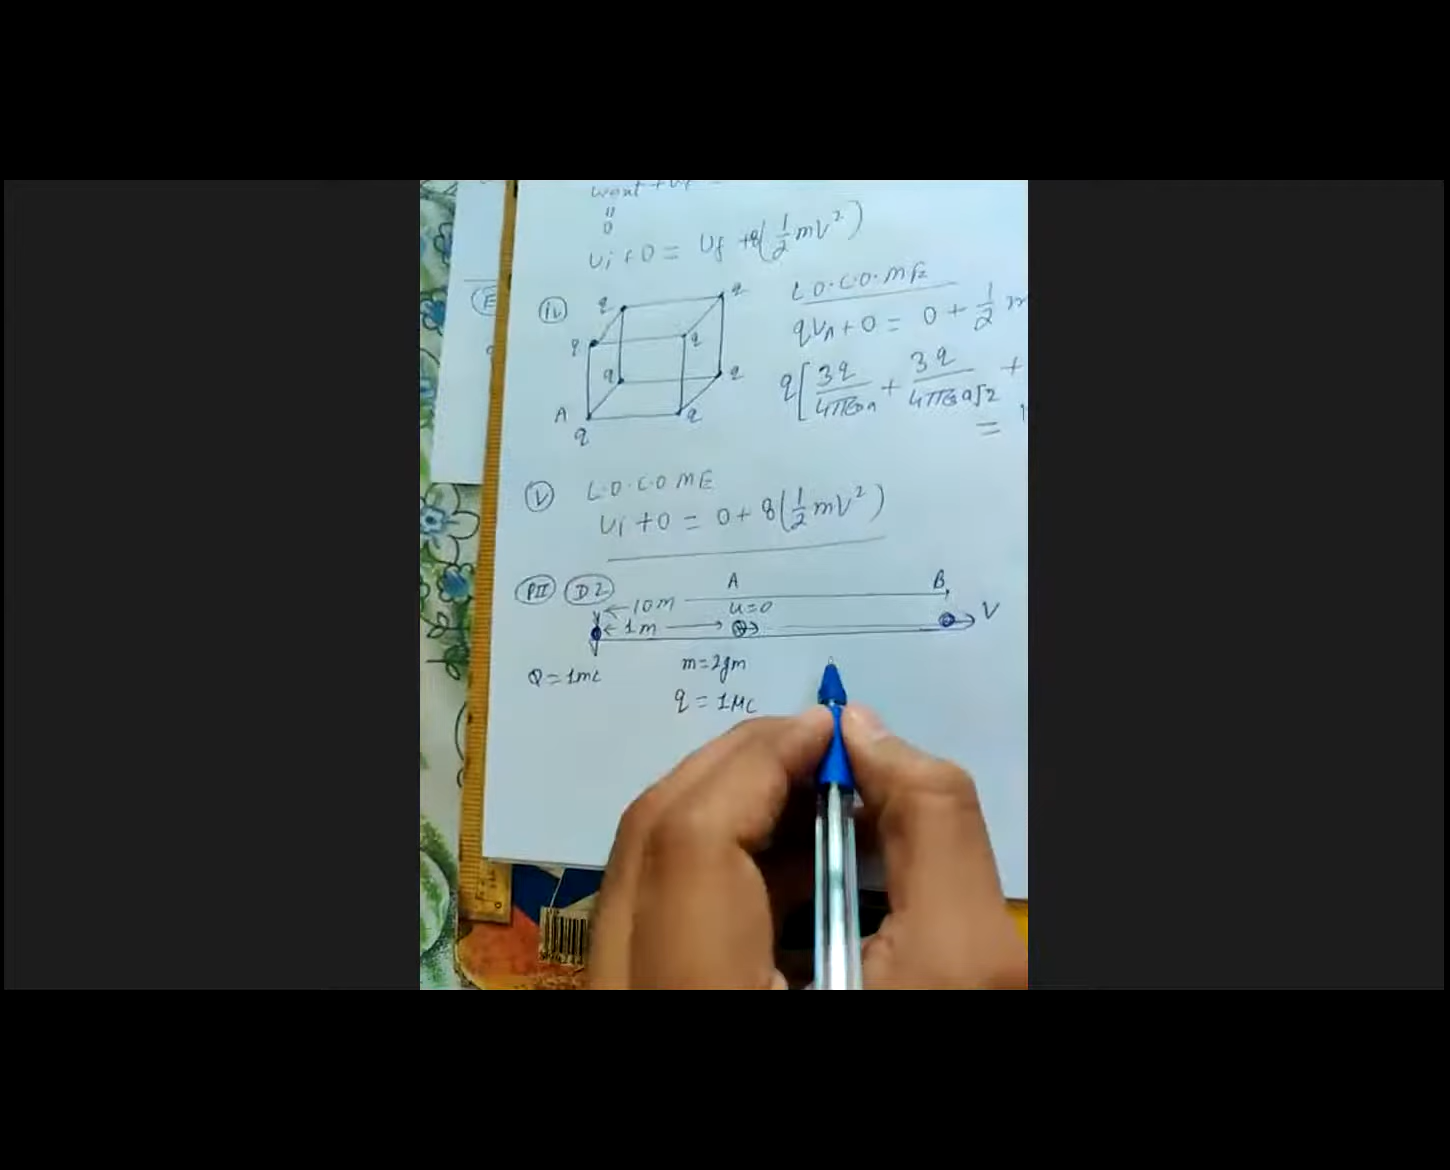 Ui + 0 = Uf + 8(1/2 mv²)
iv
q
q
q
q
q
q
A
q
q
L.O.C.O.ME
qVA + 0 = 0 + 1/2 m
q[3q/4πε0a + 3q/4πε0a√2 +
=
V
L.O.C.O ME
Ui + 0 = 0 + 8(1/2 mv²)
PII D2 A B
←10m u=0 V
←1m→
Q = 1mc m=2gm
q = 1μc